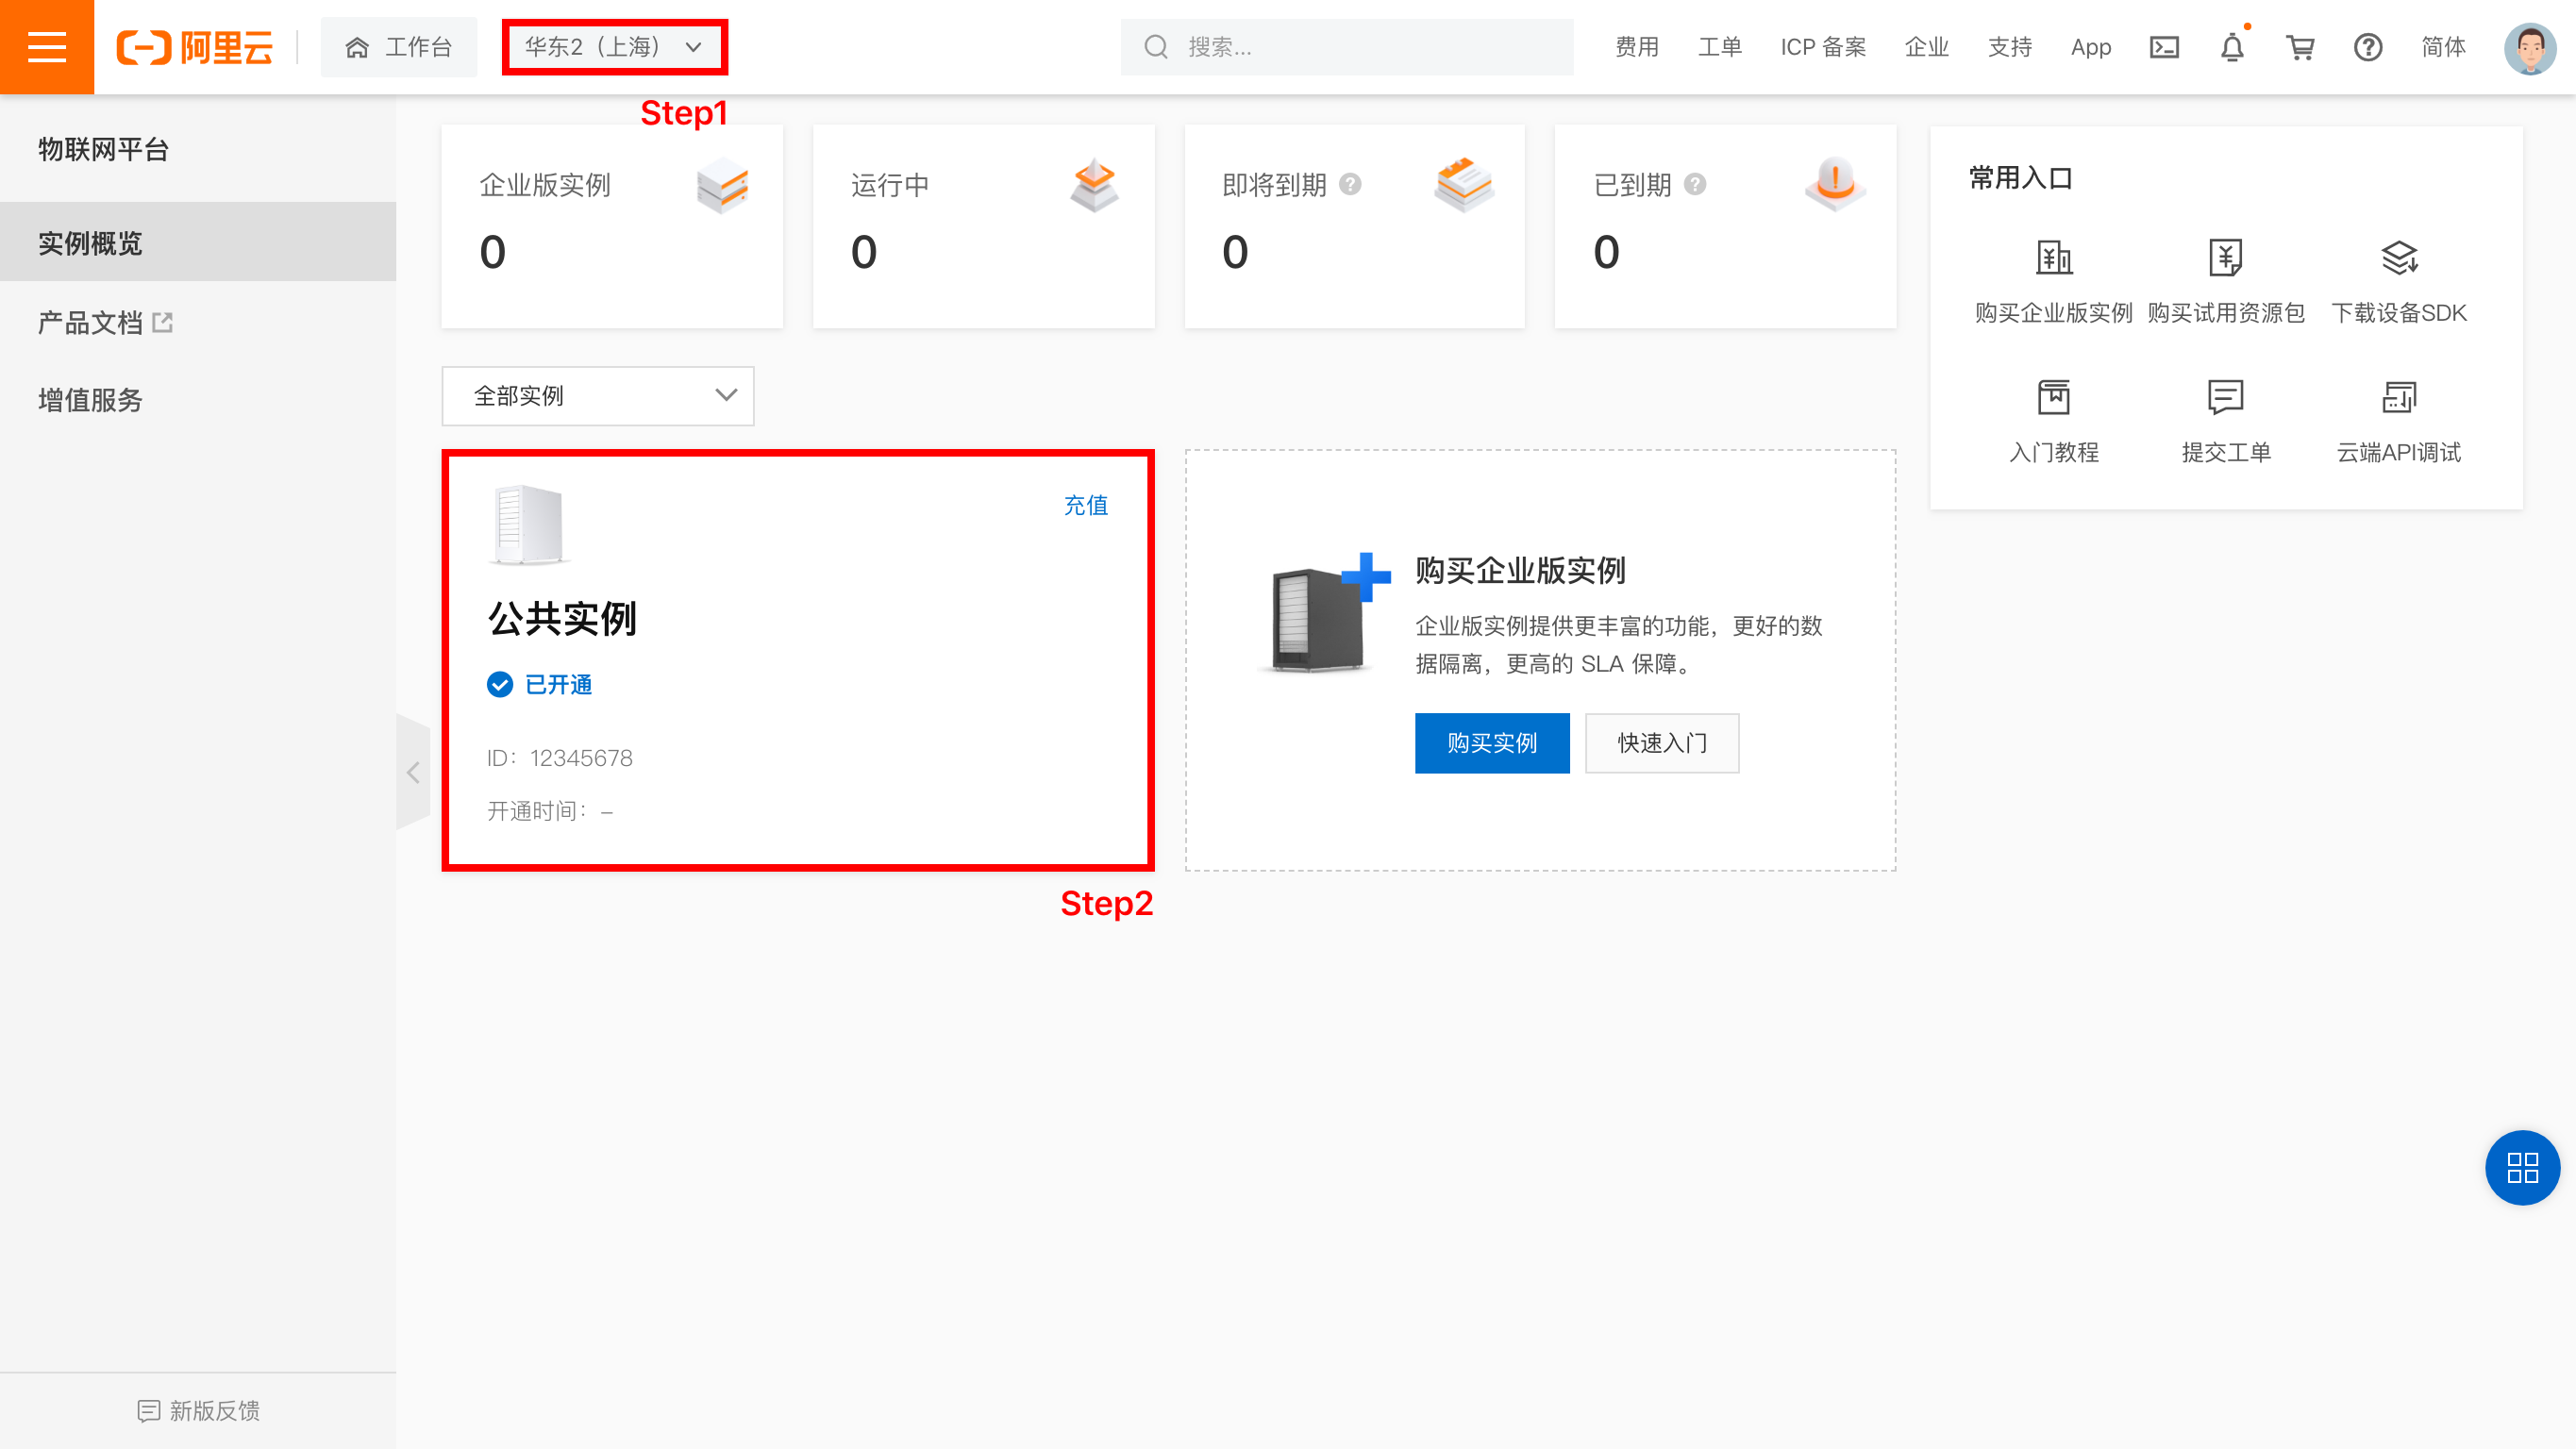 阿里云
工作台
华东2（上海）
搜索...
费用
工单
ICP 备案
企业
支持
App
简体
Step1
物联网平台
实例概览
产品文档
增值服务
新版反馈
企业版实例
0
运行中
0
即将到期
0
已到期
0
全部实例
充值
公共实例
已开通
ID：12345678
开通时间：–
Step2
购买企业版实例
企业版实例提供更丰富的功能，更好的数
据隔离，更高的 SLA 保障。
购买实例
快速入门
常用入口
购买企业版实例
购买试用资源包
下载设备SDK
入门教程
提交工单
云端API调试